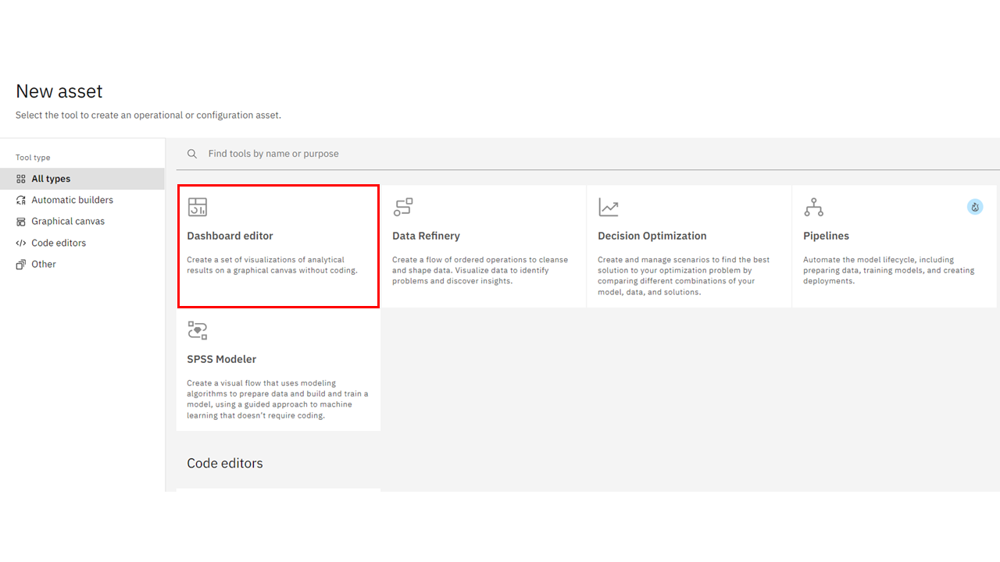 New asset
Select the tool to create an operational or configuration asset.
Tool type
All types
Automatic builders
Graphical canvas
Code editors
Other
Find tools by name or purpose
Dashboard editor
Create a set of visualizations of analytical
results on a graphical canvas without coding.
Data Refinery
Create a flow of ordered operations to cleanse
and shape data. Visualize data to identify
problems and discover insights.
Decision Optimization
Create and manage scenarios to find the best
solution to your optimization problem by
comparing different combinations of your
model, data, and solutions.
Pipelines
Automate the model lifecycle, including
preparing data, training models, and creating
deployments.
SPSS Modeler
Create a visual flow that uses modeling
algorithms to prepare data and build and train a
model, using a guided approach to machine
learning that doesn't require coding.
Code editors